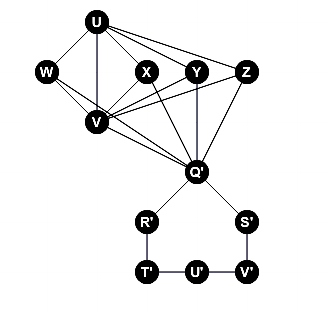 U
W X Y Z
V
Q'
R' S'
T' U' V'